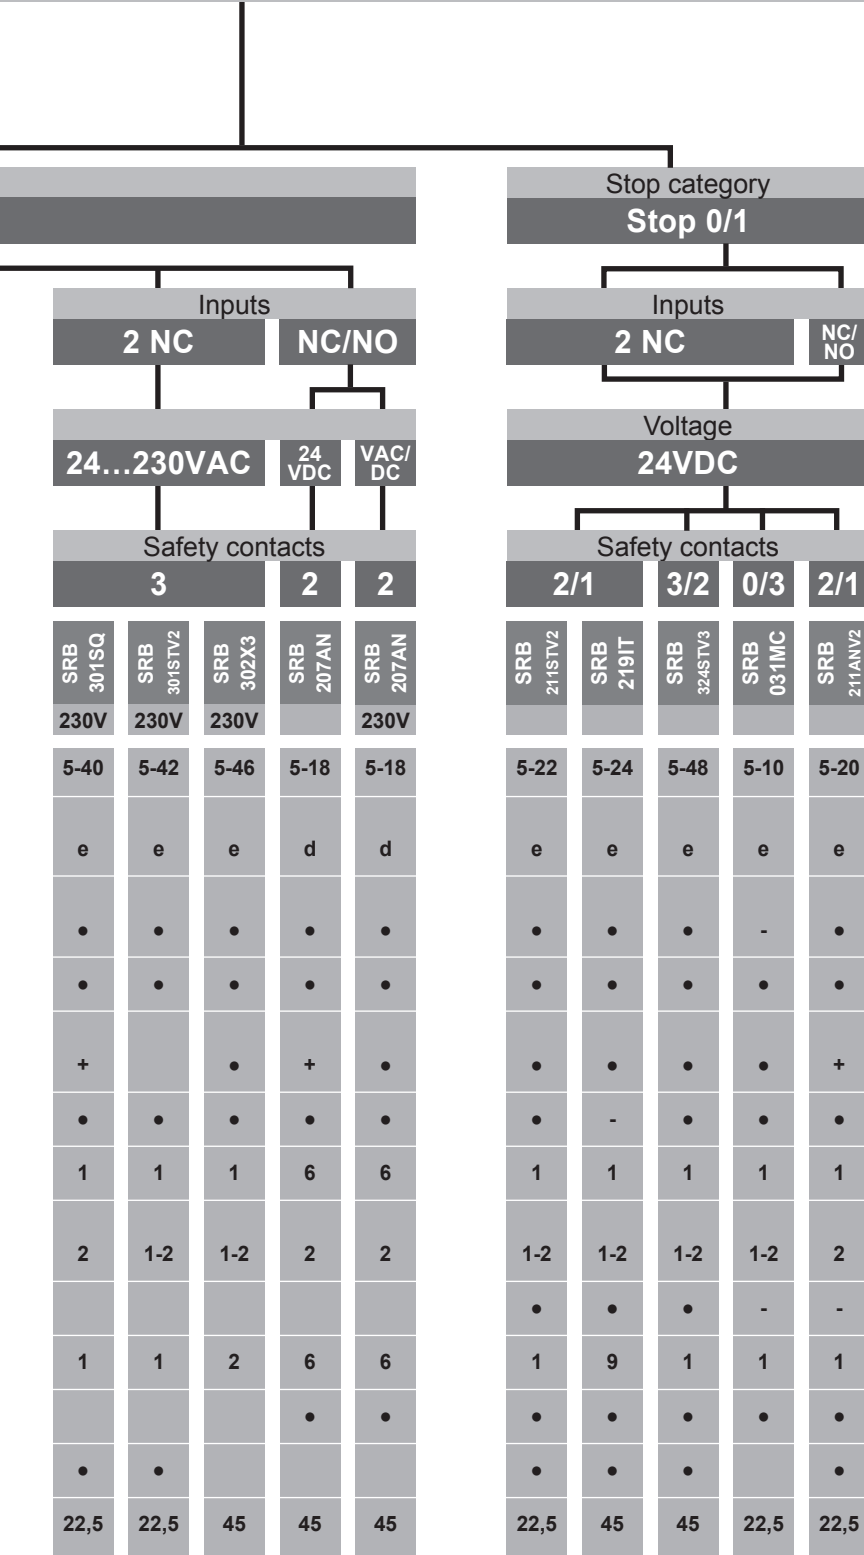 Stop category
Stop 0/1
Inputs
Inputs
2 NC NC/NO
2 NC NC/
NO
Voltage
24...230VAC 24
VDC VAC/
DC
24VDC
Safety contacts
Safety contacts
3 2 2
2/1 3/2 0/3 2/1
SRB
301SQ
SRB
301STV2
SRB
302X3
SRB
207AN
SRB
207AN
SRB
211STV2
SRB
219IT
SRB
324STV3
SRB
031MC
SRB
211ANV2
230V 230V 230V 230V
5-40 5-42 5-46 5-18 5-18 5-22 5-24 5-48 5-10 5-20
e e e d d e e e e e
● ● ● ● ● ● ● ● - ●
● ● ● ● ● ● ● ● ● ●
+ ● + ● ● ● ● ● +
● ● ● ● ● ● - ● ● ●
1 1 1 6 6 1 1 1 1 1
2 1-2 1-2 2 2 1-2 1-2 1-2 1-2 2
● ● ● - -
1 1 2 6 6 1 9 1 1 1
● ● ● ● ● ● ●
● ● ● ● ● ●
22,5 22,5 45 45 45 22,5 45 45 22,5 22,5